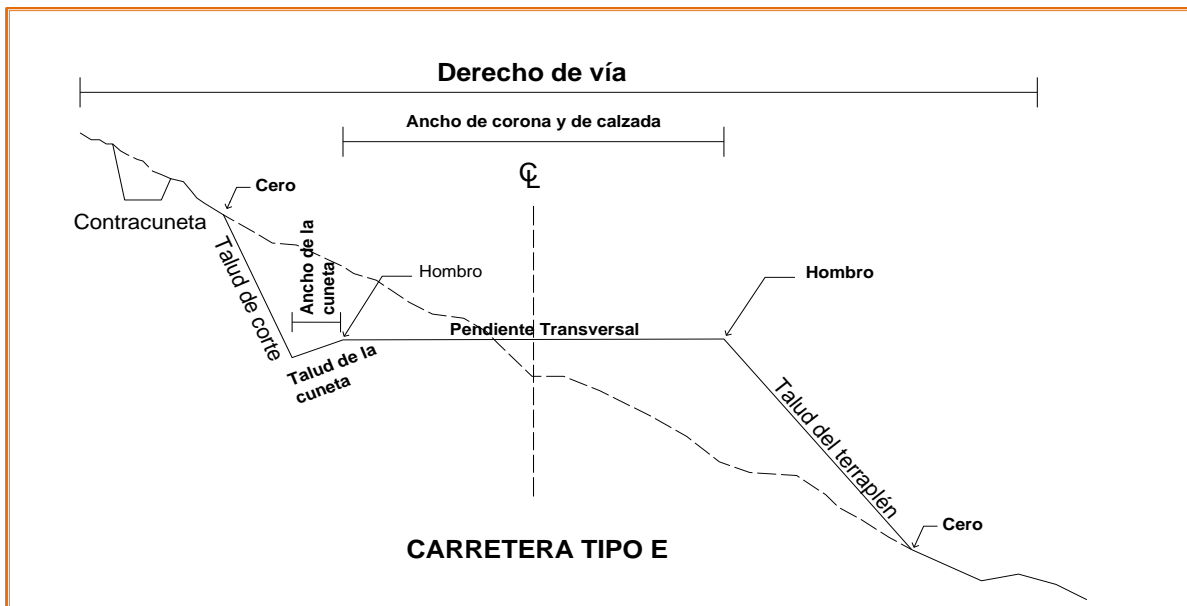 Derecho de vía
Ancho de corona y de calzada
℄
Cero
Contracuneta
Talud de corte
Ancho de la
cuneta
Hombro
Hombro
Pendiente Transversal
Talud de la
cuneta
Talud del terraplén
Cero
CARRETERA TIPO E